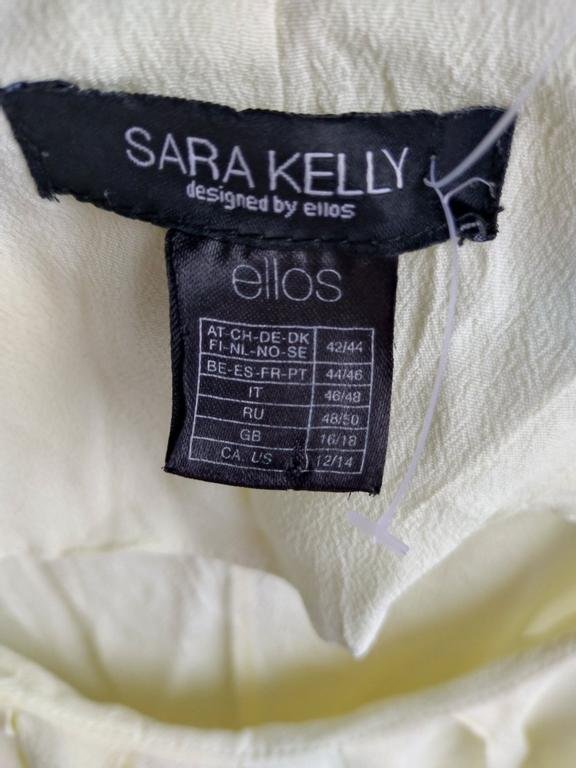 SARA KELLY
designed by ellos
ellos
AT-CH-DE-DK
FI-NL-NO-SE 42/44
BE-ES-FR-PT 44/46
IT 46/48
RU 48/50
GB 16/18
CA. US 12/14